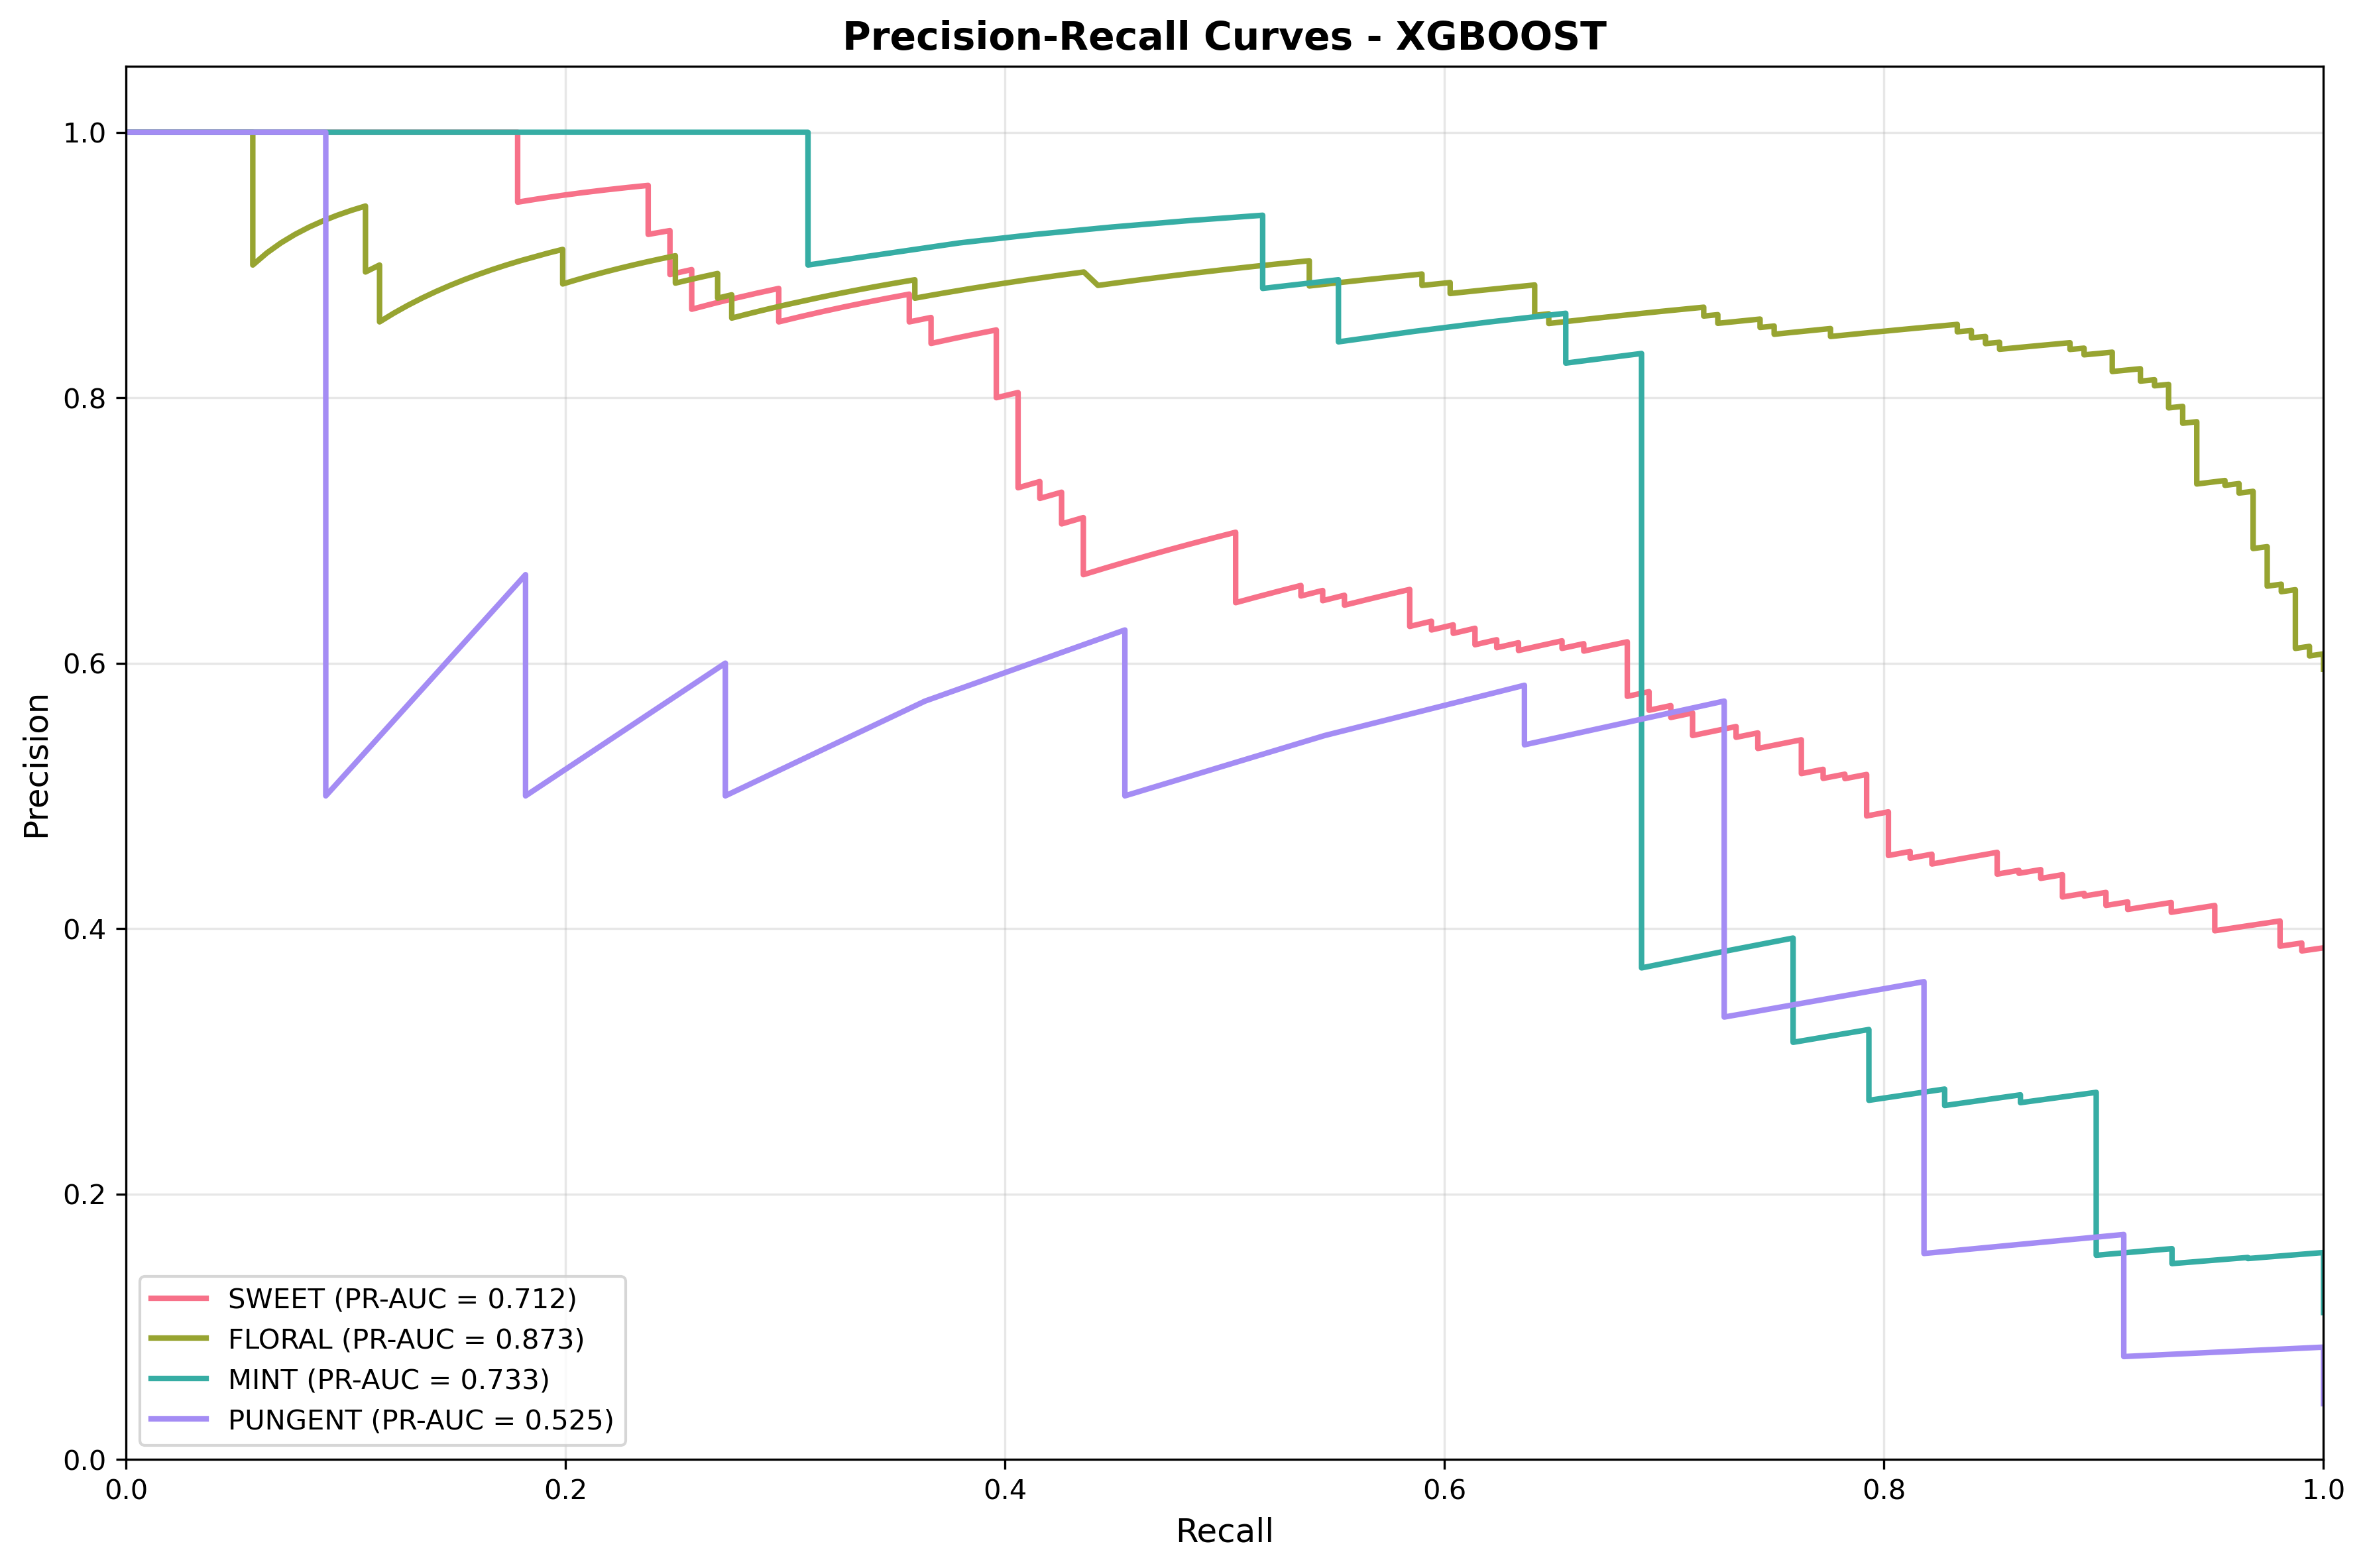 Precision-Recall Curves - XGBOOST
Precision
1.0
0.8
0.6
0.4
0.2
0.0
SWEET (PR-AUC = 0.712)
FLORAL (PR-AUC = 0.873)
MINT (PR-AUC = 0.733)
PUNGENT (PR-AUC = 0.525)
0.0 0.2 0.4 0.6 0.8 1.0
Recall